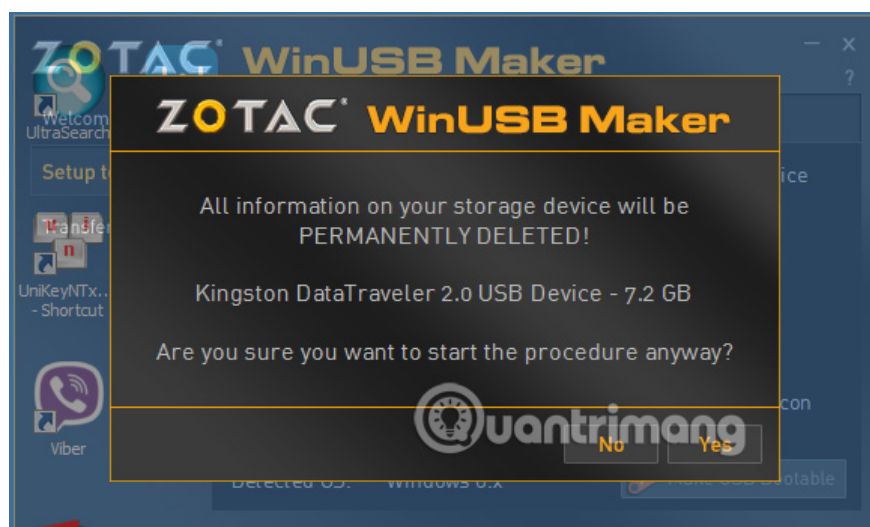 ZOTAC WinUSB Maker
Welcom
UltraSearch
ZOTAC WinUSB Maker
Setup t
ice
All information on your storage device will be
PERMANENTLY DELETED!
Transfer
UniKeyNTx..
- Shortcut
Kingston DataTraveler 2.0 USB Device - 7.2 GB
Are you sure you want to start the procedure anyway?
con
Quantrimang
No
Yes
Viber
Detected OS: Windows 6.x
Make USB Bootable